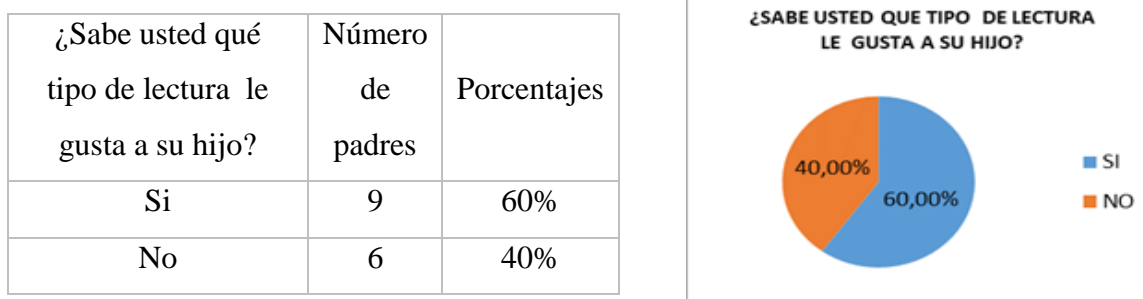 ¿Sabe usted qué
tipo de lectura le
gusta a su hijo?
Número
de
padres
Porcentajes
Si 9 60%
No 6 40%
¿SABE USTED QUE TIPO DE LECTURA
LE GUSTA A SU HIJO?
40,00%
60,00%
SI
NO